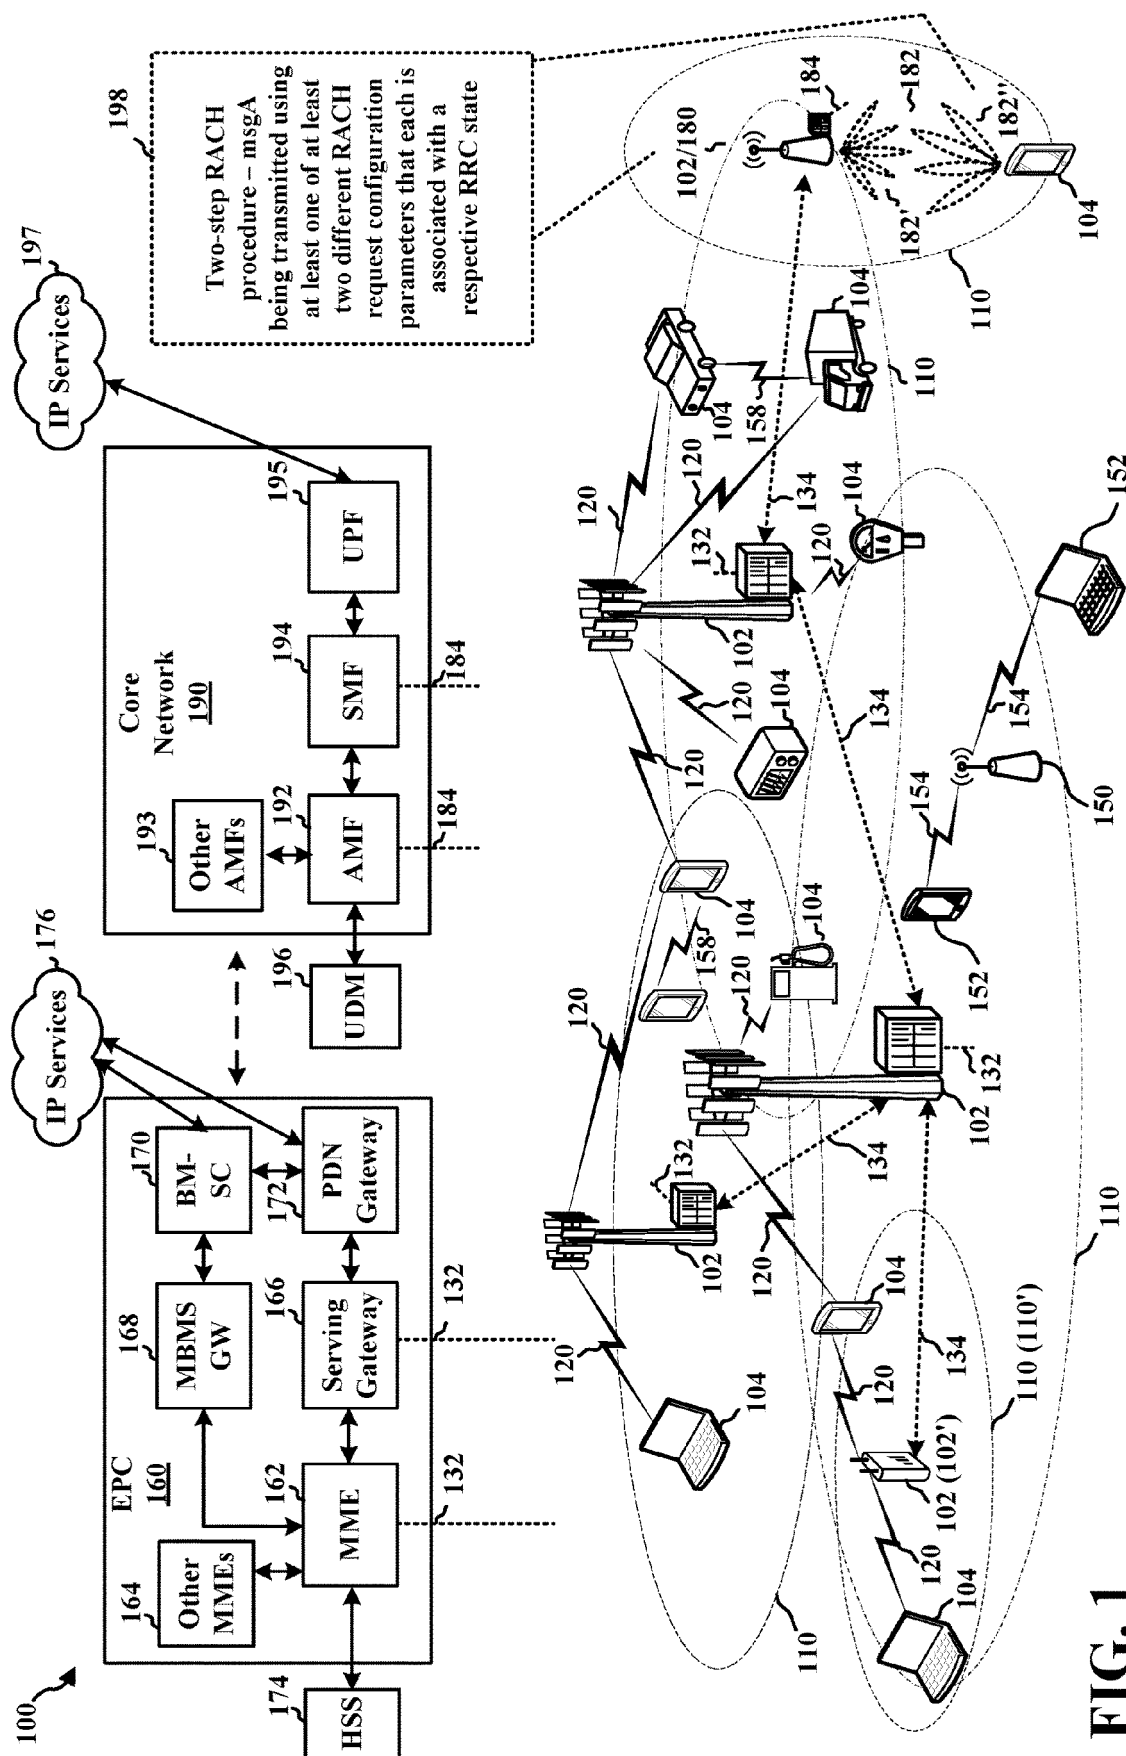 100
HSS
174
EPC
160
Other
MMEs
164
MME
162
132
MBMS
GW
168
Serving
Gateway
166
132
BM-
SC
170
PDN
Gateway
172
IP Services
176
UDM
196
Core
Network
190
Other
AMFs
193
AMF
192
184
SMF
194
184
UPF
195
IP Services
197
198
Two-step RACH
procedure – msgA
being transmitted using
at least one of at least
two different RACH
request configuration
parameters that each is
associated with a
respective RRC state
110
104
120
102
132
134
120
158
104
120
104
120
102
132
134
120
104
120
102 (102')
120
104
134
110 (110')
110
152
154
150
154
152
134
120
104
120
102
132
120
104
134
120
120
104
158
104
110
102/180
184
182
182'
182''
104
110
FIG. 1